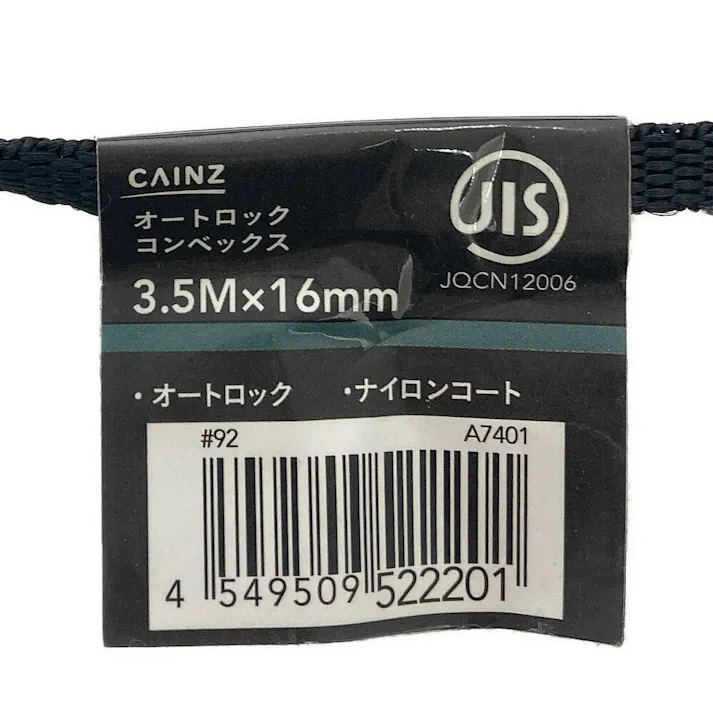 CAINZ
オートロック
コンベックス
3.5M×16mm
JIS
JQCN12006
・オートロック ・ナイロンコート
#92 A7401
4 549509 522201